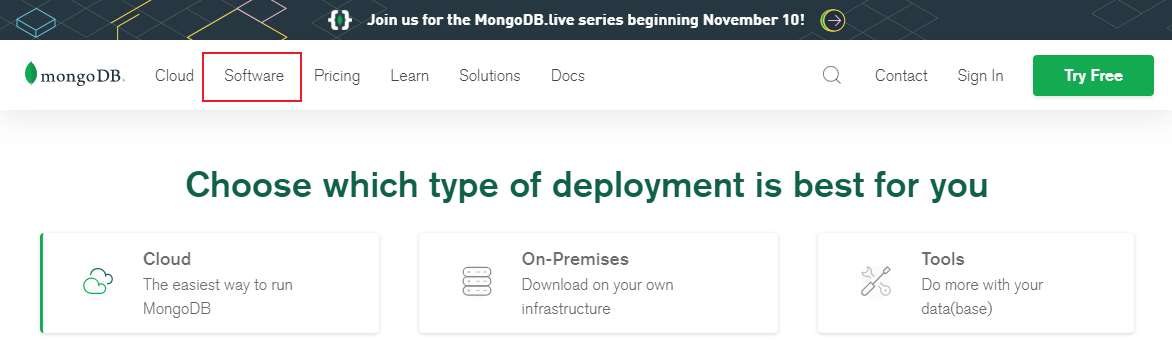 Join us for the MongoDB.live series beginning November 10!
mongoDB. Cloud Software Pricing Learn Solutions Docs Contact Sign In Try Free
Choose which type of deployment is best for you
Cloud
The easiest way to run
MongoDB
On-Premises
Download on your own
infrastructure
Tools
Do more with your
data(base)